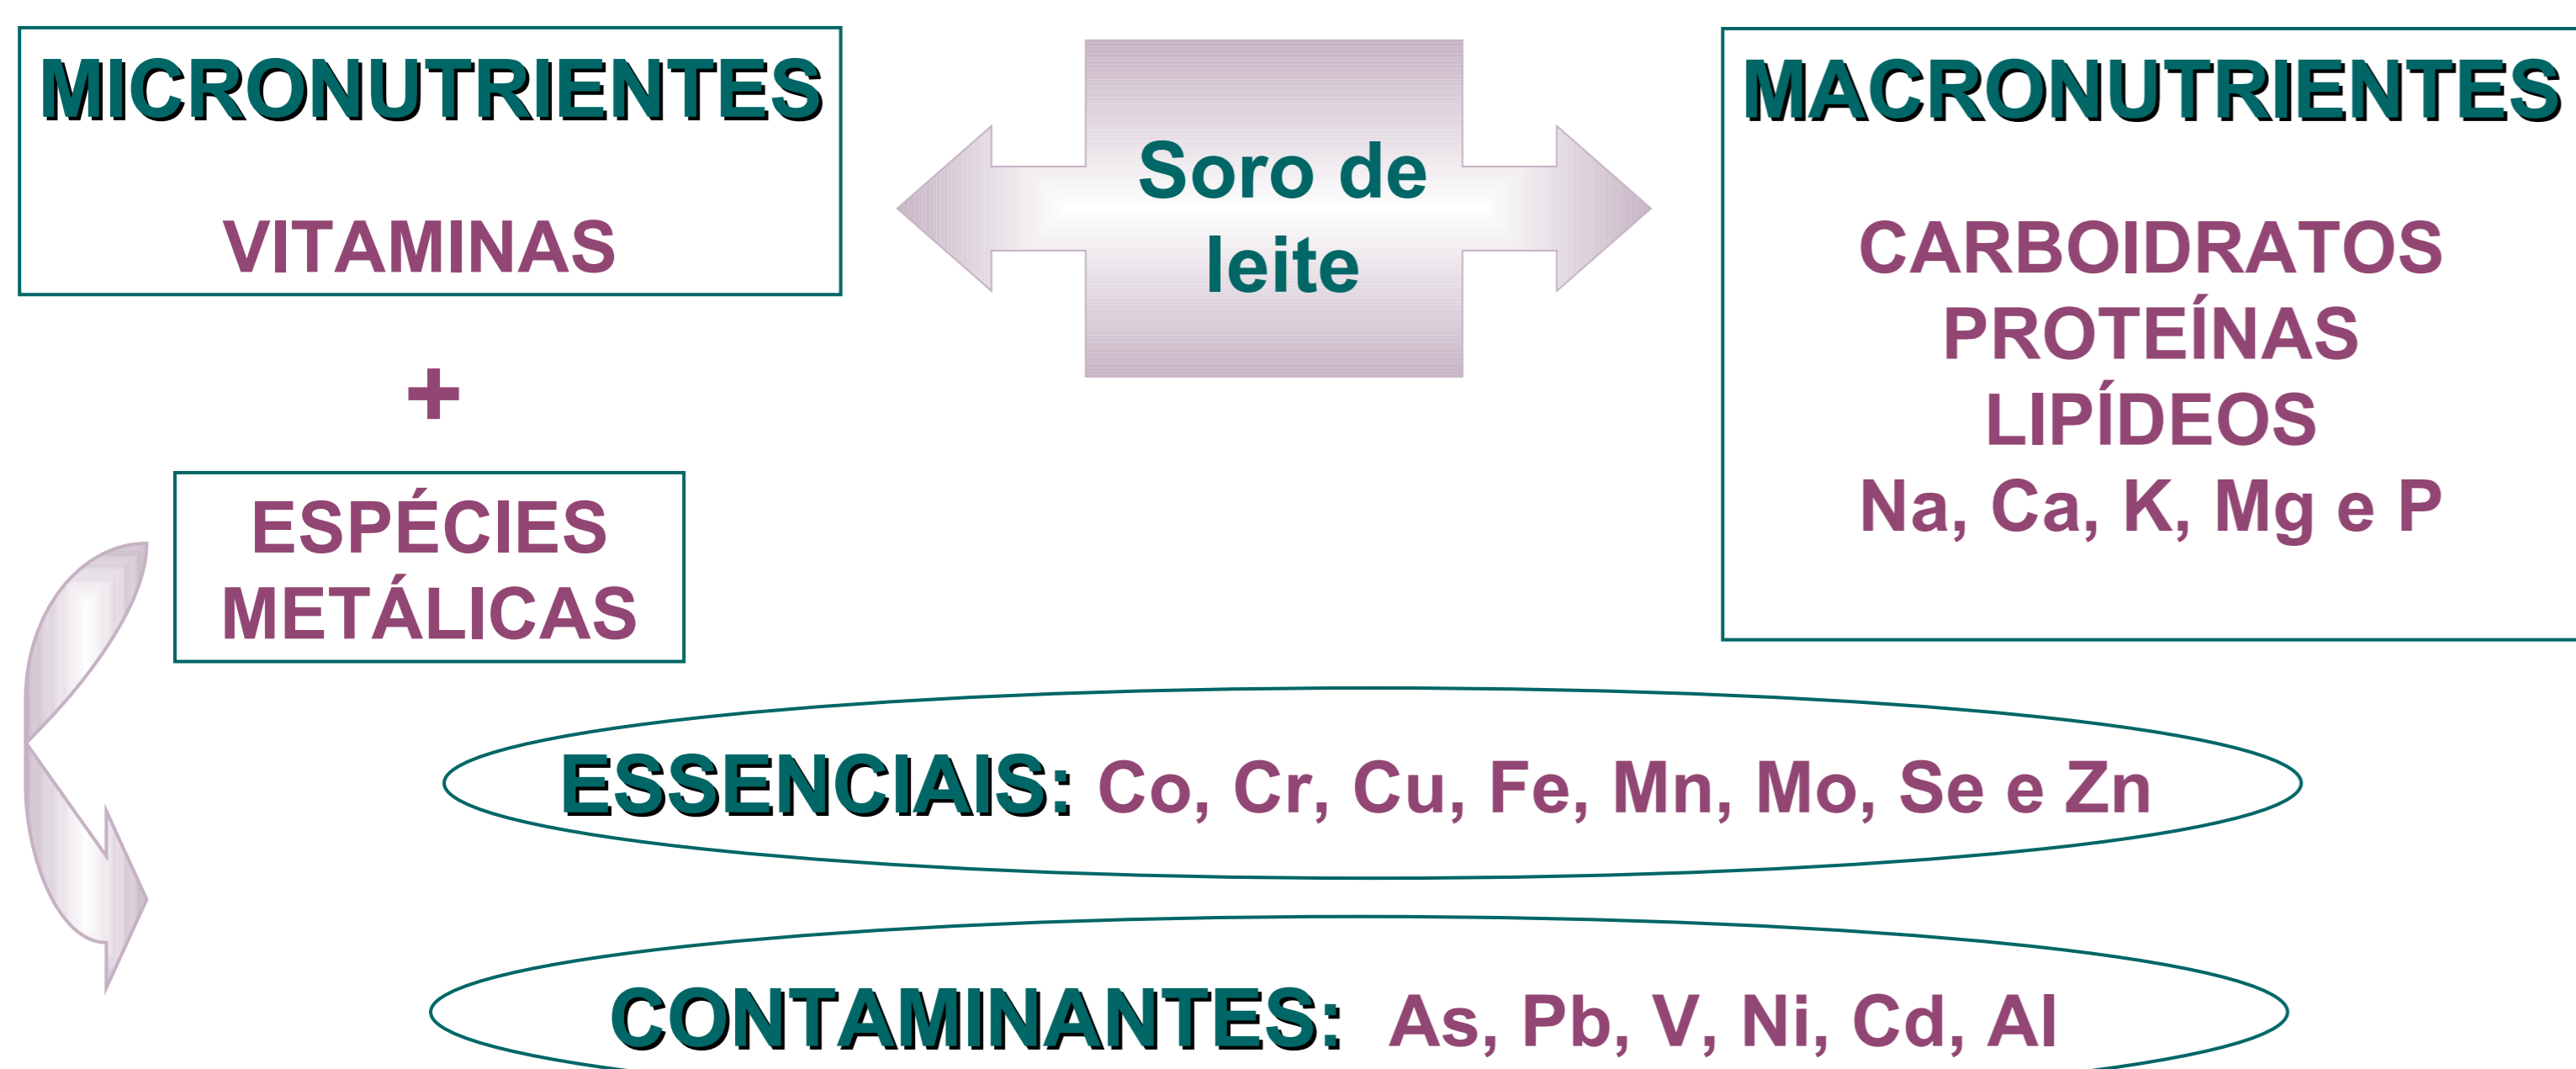 MICRONUTRIENTES
VITAMINAS
+
ESPÉCIES
METÁLICAS
Soro de
leite
MACRONUTRIENTES
CARBOIDRATOS
PROTEÍNAS
LIPÍDEOS
Na, Ca, K, Mg e P
ESSENCIAIS: Co, Cr, Cu, Fe, Mn, Mo, Se e Zn
CONTAMINANTES: As, Pb, V, Ni, Cd, Al